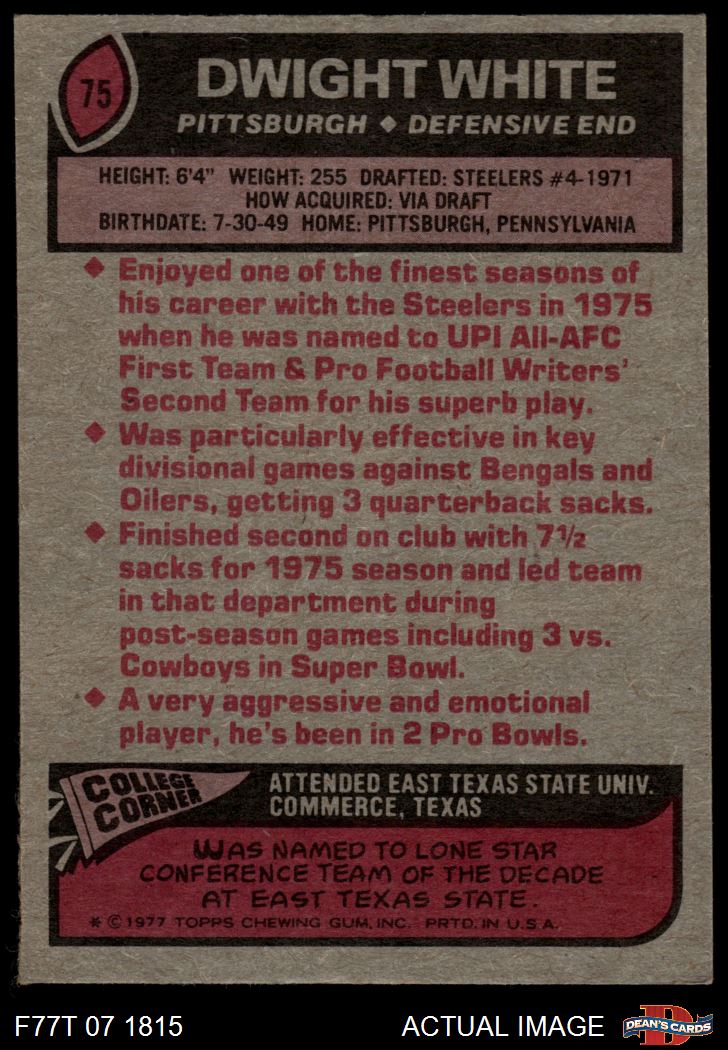 75
DWIGHT WHITE
PITTSBURGH ◆ DEFENSIVE END
HEIGHT: 6'4" WEIGHT: 255 DRAFTED: STEELERS #4-1971
HOW ACQUIRED: VIA DRAFT
BIRTHDATE: 7-30-49 HOME: PITTSBURGH, PENNSYLVANIA
◆ Enjoyed one of the finest seasons of
his career with the Steelers in 1975
when he was named to UPI All-AFC
First Team & Pro Football Writers'
Second Team for his superb play.
◆ Was particularly effective in key
divisional games against Bengals and
Oilers, getting 3 quarterback sacks.
◆ Finished second on club with 7½
sacks for 1975 season and led team
in that department during
post-season games including 3 vs.
Cowboys in Super Bowl.
◆ A very aggressive and emotional
player, he's been in 2 Pro Bowls.
COLLEGE
CORNER
ATTENDED EAST TEXAS STATE UNIV.
COMMERCE, TEXAS
WAS NAMED TO LONE STAR
CONFERENCE TEAM OF THE DECADE
AT EAST TEXAS STATE.
* © 1977 TOPPS CHEWING GUM, INC. PRTD. IN U.S.A.
F77T 07 1815
ACTUAL IMAGE
DEAN'S CARDS